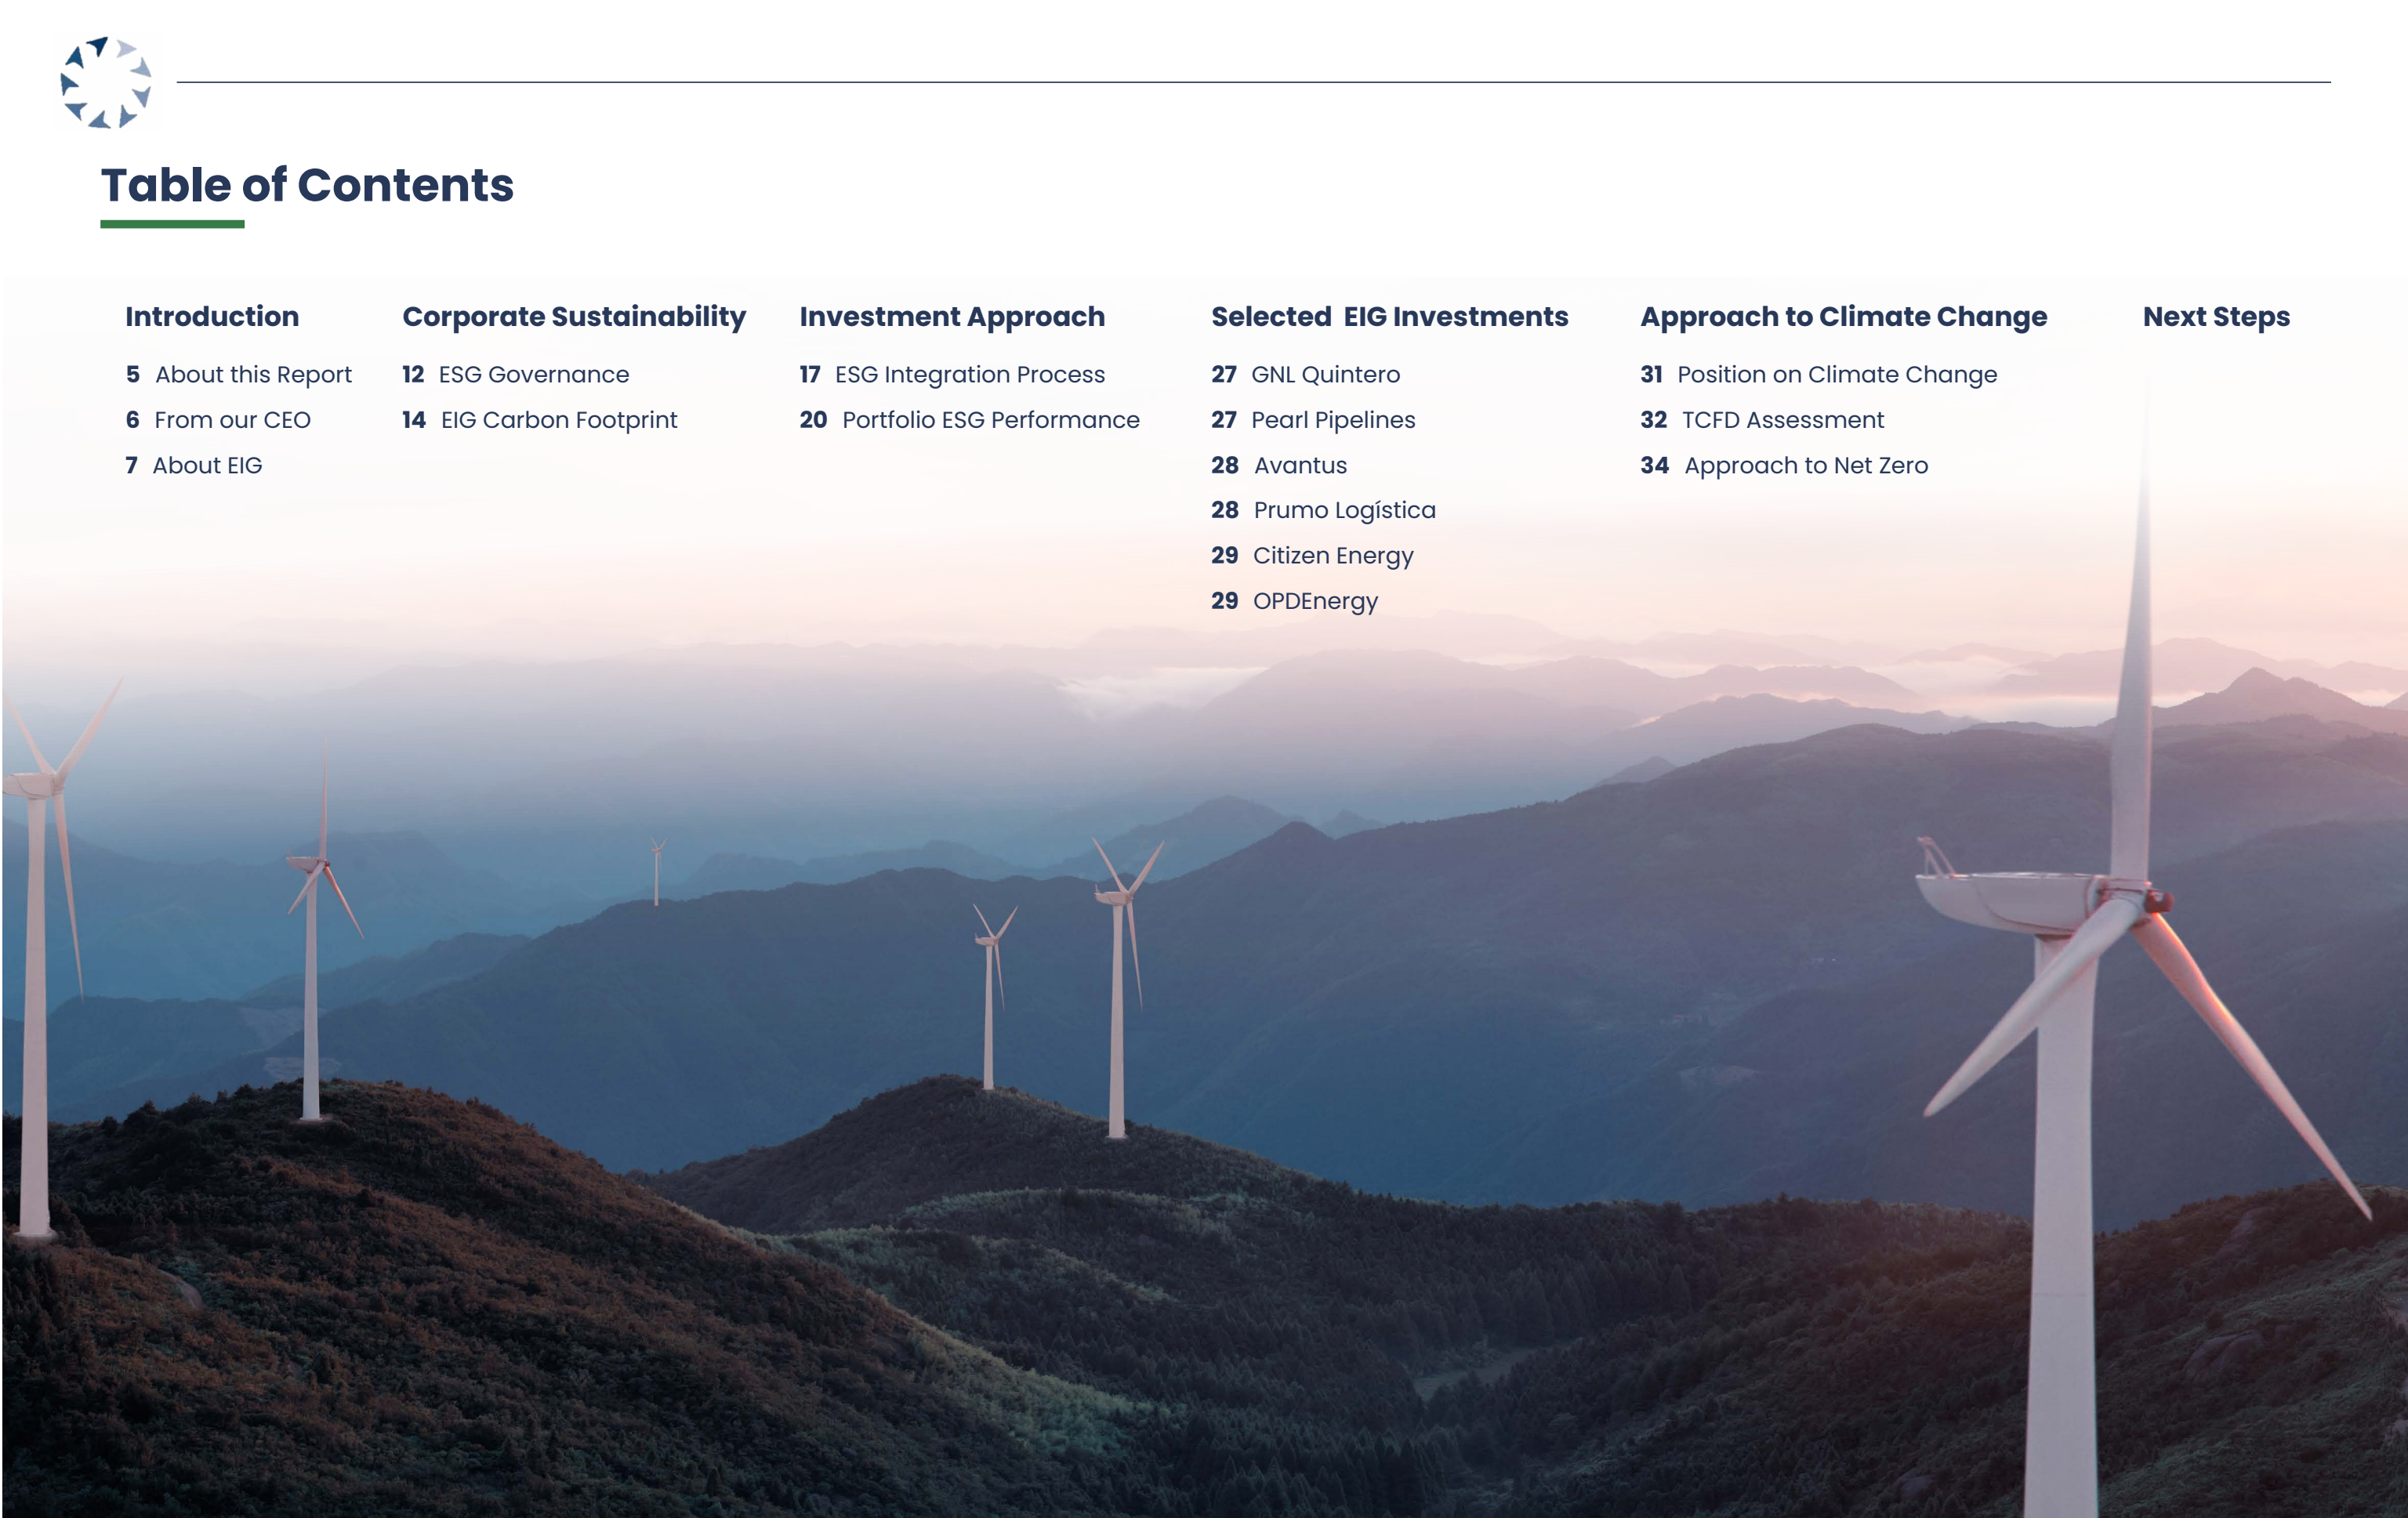 Table of Contents
Introduction
5 About this Report
6 From our CEO
7 About EIG
Corporate Sustainability
12 ESG Governance
14 EIG Carbon Footprint
Investment Approach
17 ESG Integration Process
20 Portfolio ESG Performance
Selected EIG Investments
27 GNL Quintero
27 Pearl Pipelines
28 Avantus
28 Prumo Logística
29 Citizen Energy
29 OPDEnergy
Approach to Climate Change
31 Position on Climate Change
32 TCFD Assessment
34 Approach to Net Zero
Next Steps